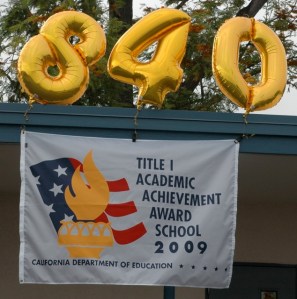 840
TITLE I
ACADEMIC
ACHIEVEMENT
AWARD
SCHOOL
2009
CALIFORNIA DEPARTMENT OF EDUCATION